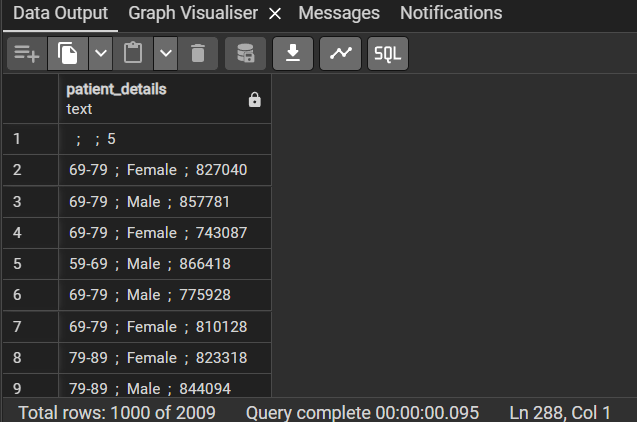 Data Output Graph Visualiser × Messages Notifications
SQL
patient_details
text
1 ; ; 5
2 69-79 ; Female ; 827040
3 69-79 ; Male ; 857781
4 69-79 ; Female ; 743087
5 59-69 ; Male ; 866418
6 69-79 ; Male ; 775928
7 69-79 ; Female ; 810128
8 79-89 ; Female ; 823318
9 79-89 ; Male ; 844094
Total rows: 1000 of 2009 Query complete 00:00:00.095 Ln 288, Col 1